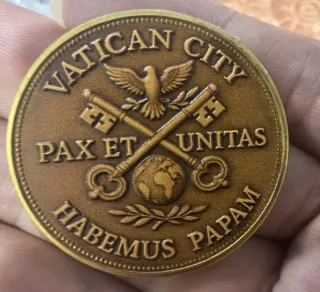 VATICAN CITY
PAX ET UNITAS
HABEMUS PAPAM